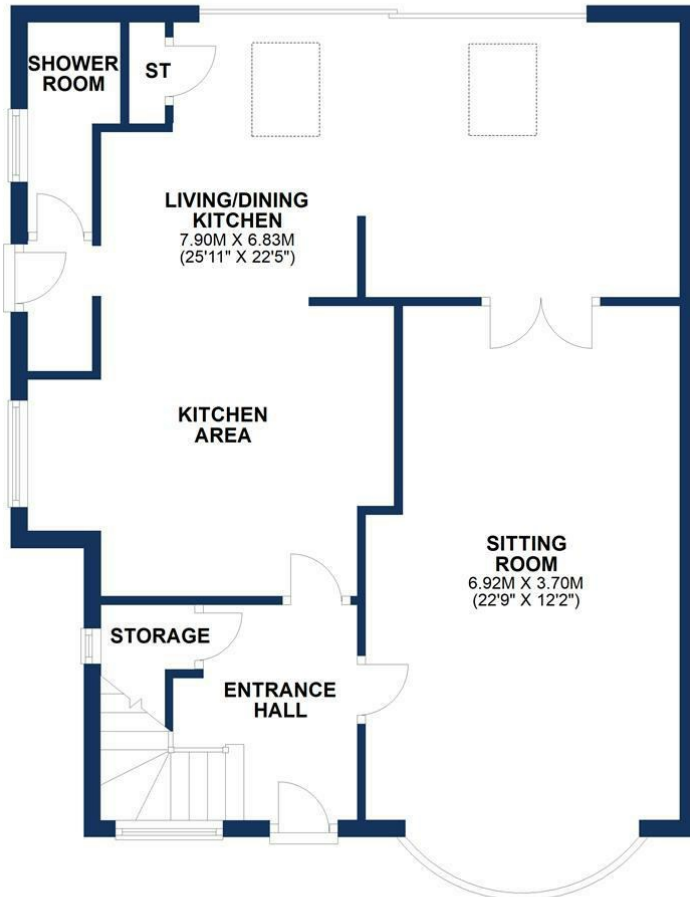 SHOWER
ROOM
ST
LIVING/DINING
KITCHEN
7.90M X 6.83M
(25'11" X 22'5")
KITCHEN
AREA
SITTING
ROOM
6.92M X 3.70M
(22'9" X 12'2")
STORAGE
ENTRANCE
HALL